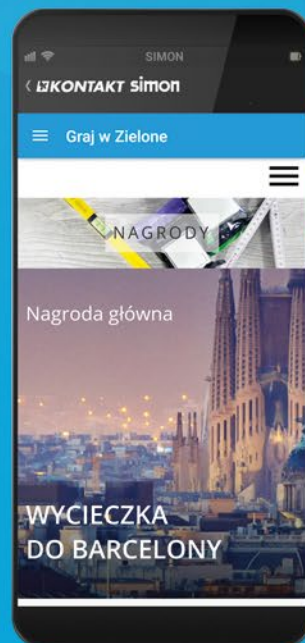 SIMON
KONTAKT simon
Graj w Zielone
NAGRODY
Nagroda główna
WYCIECZKA
DO BARCELONY